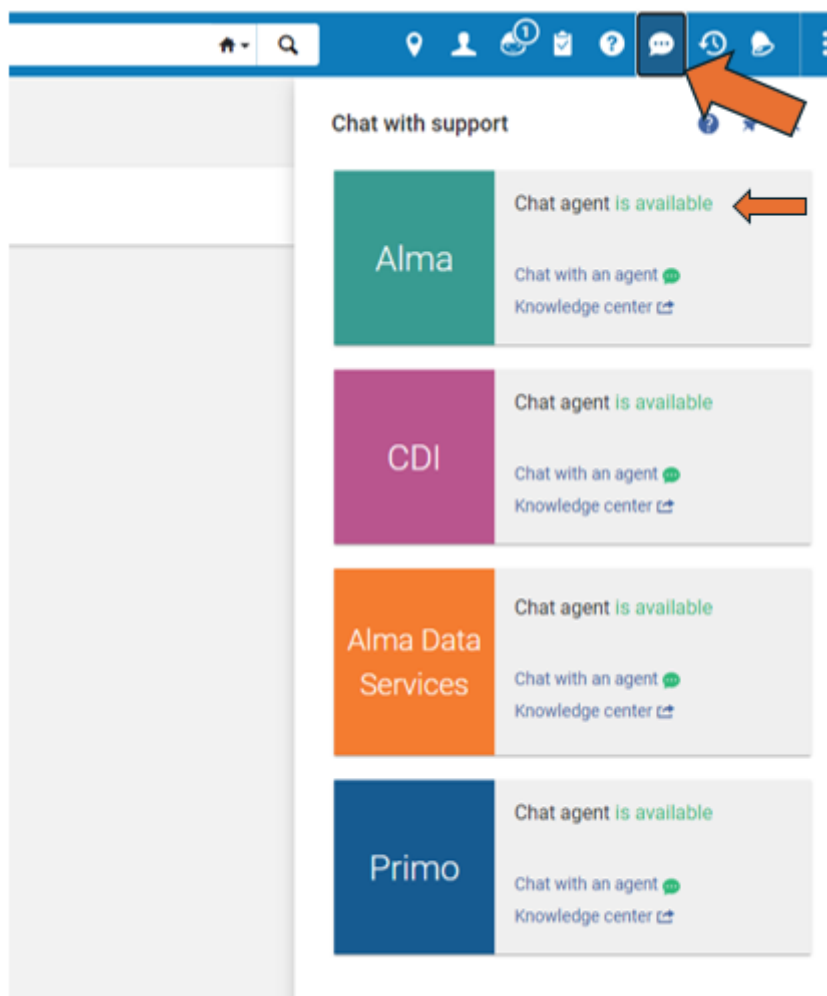 1
Chat with support
Alma
Chat agent is available
Chat with an agent
Knowledge center
CDI
Chat agent is available
Chat with an agent
Knowledge center
Alma Data
Services
Chat agent is available
Chat with an agent
Knowledge center
Primo
Chat agent is available
Chat with an agent
Knowledge center